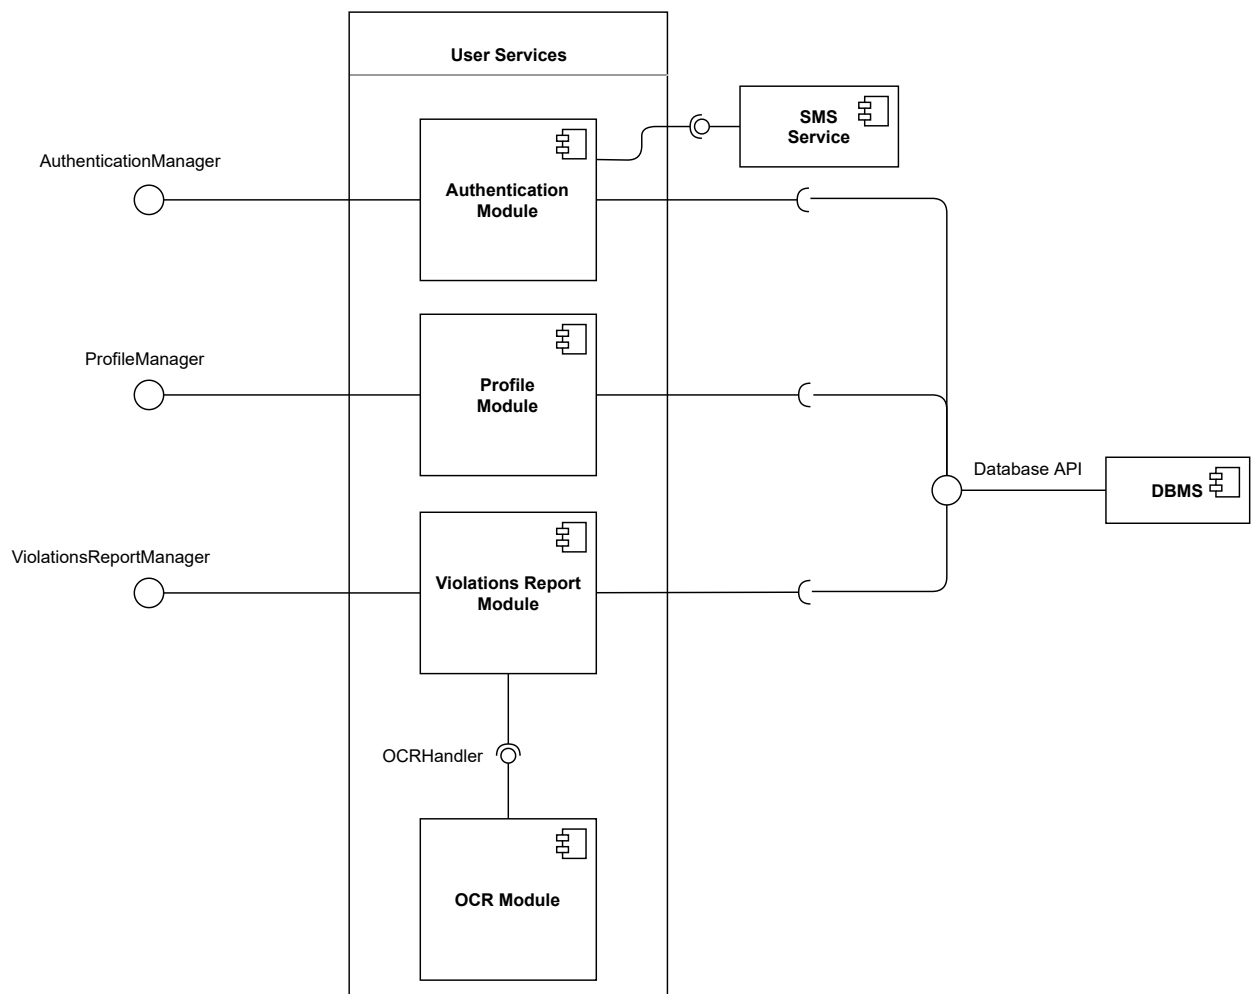 User Services
SMS
Service
AuthenticationManager
Authentication
Module
ProfileManager
Profile
Module
Database API
DBMS
ViolationsReportManager
Violations Report
Module
OCRHandler
OCR Module